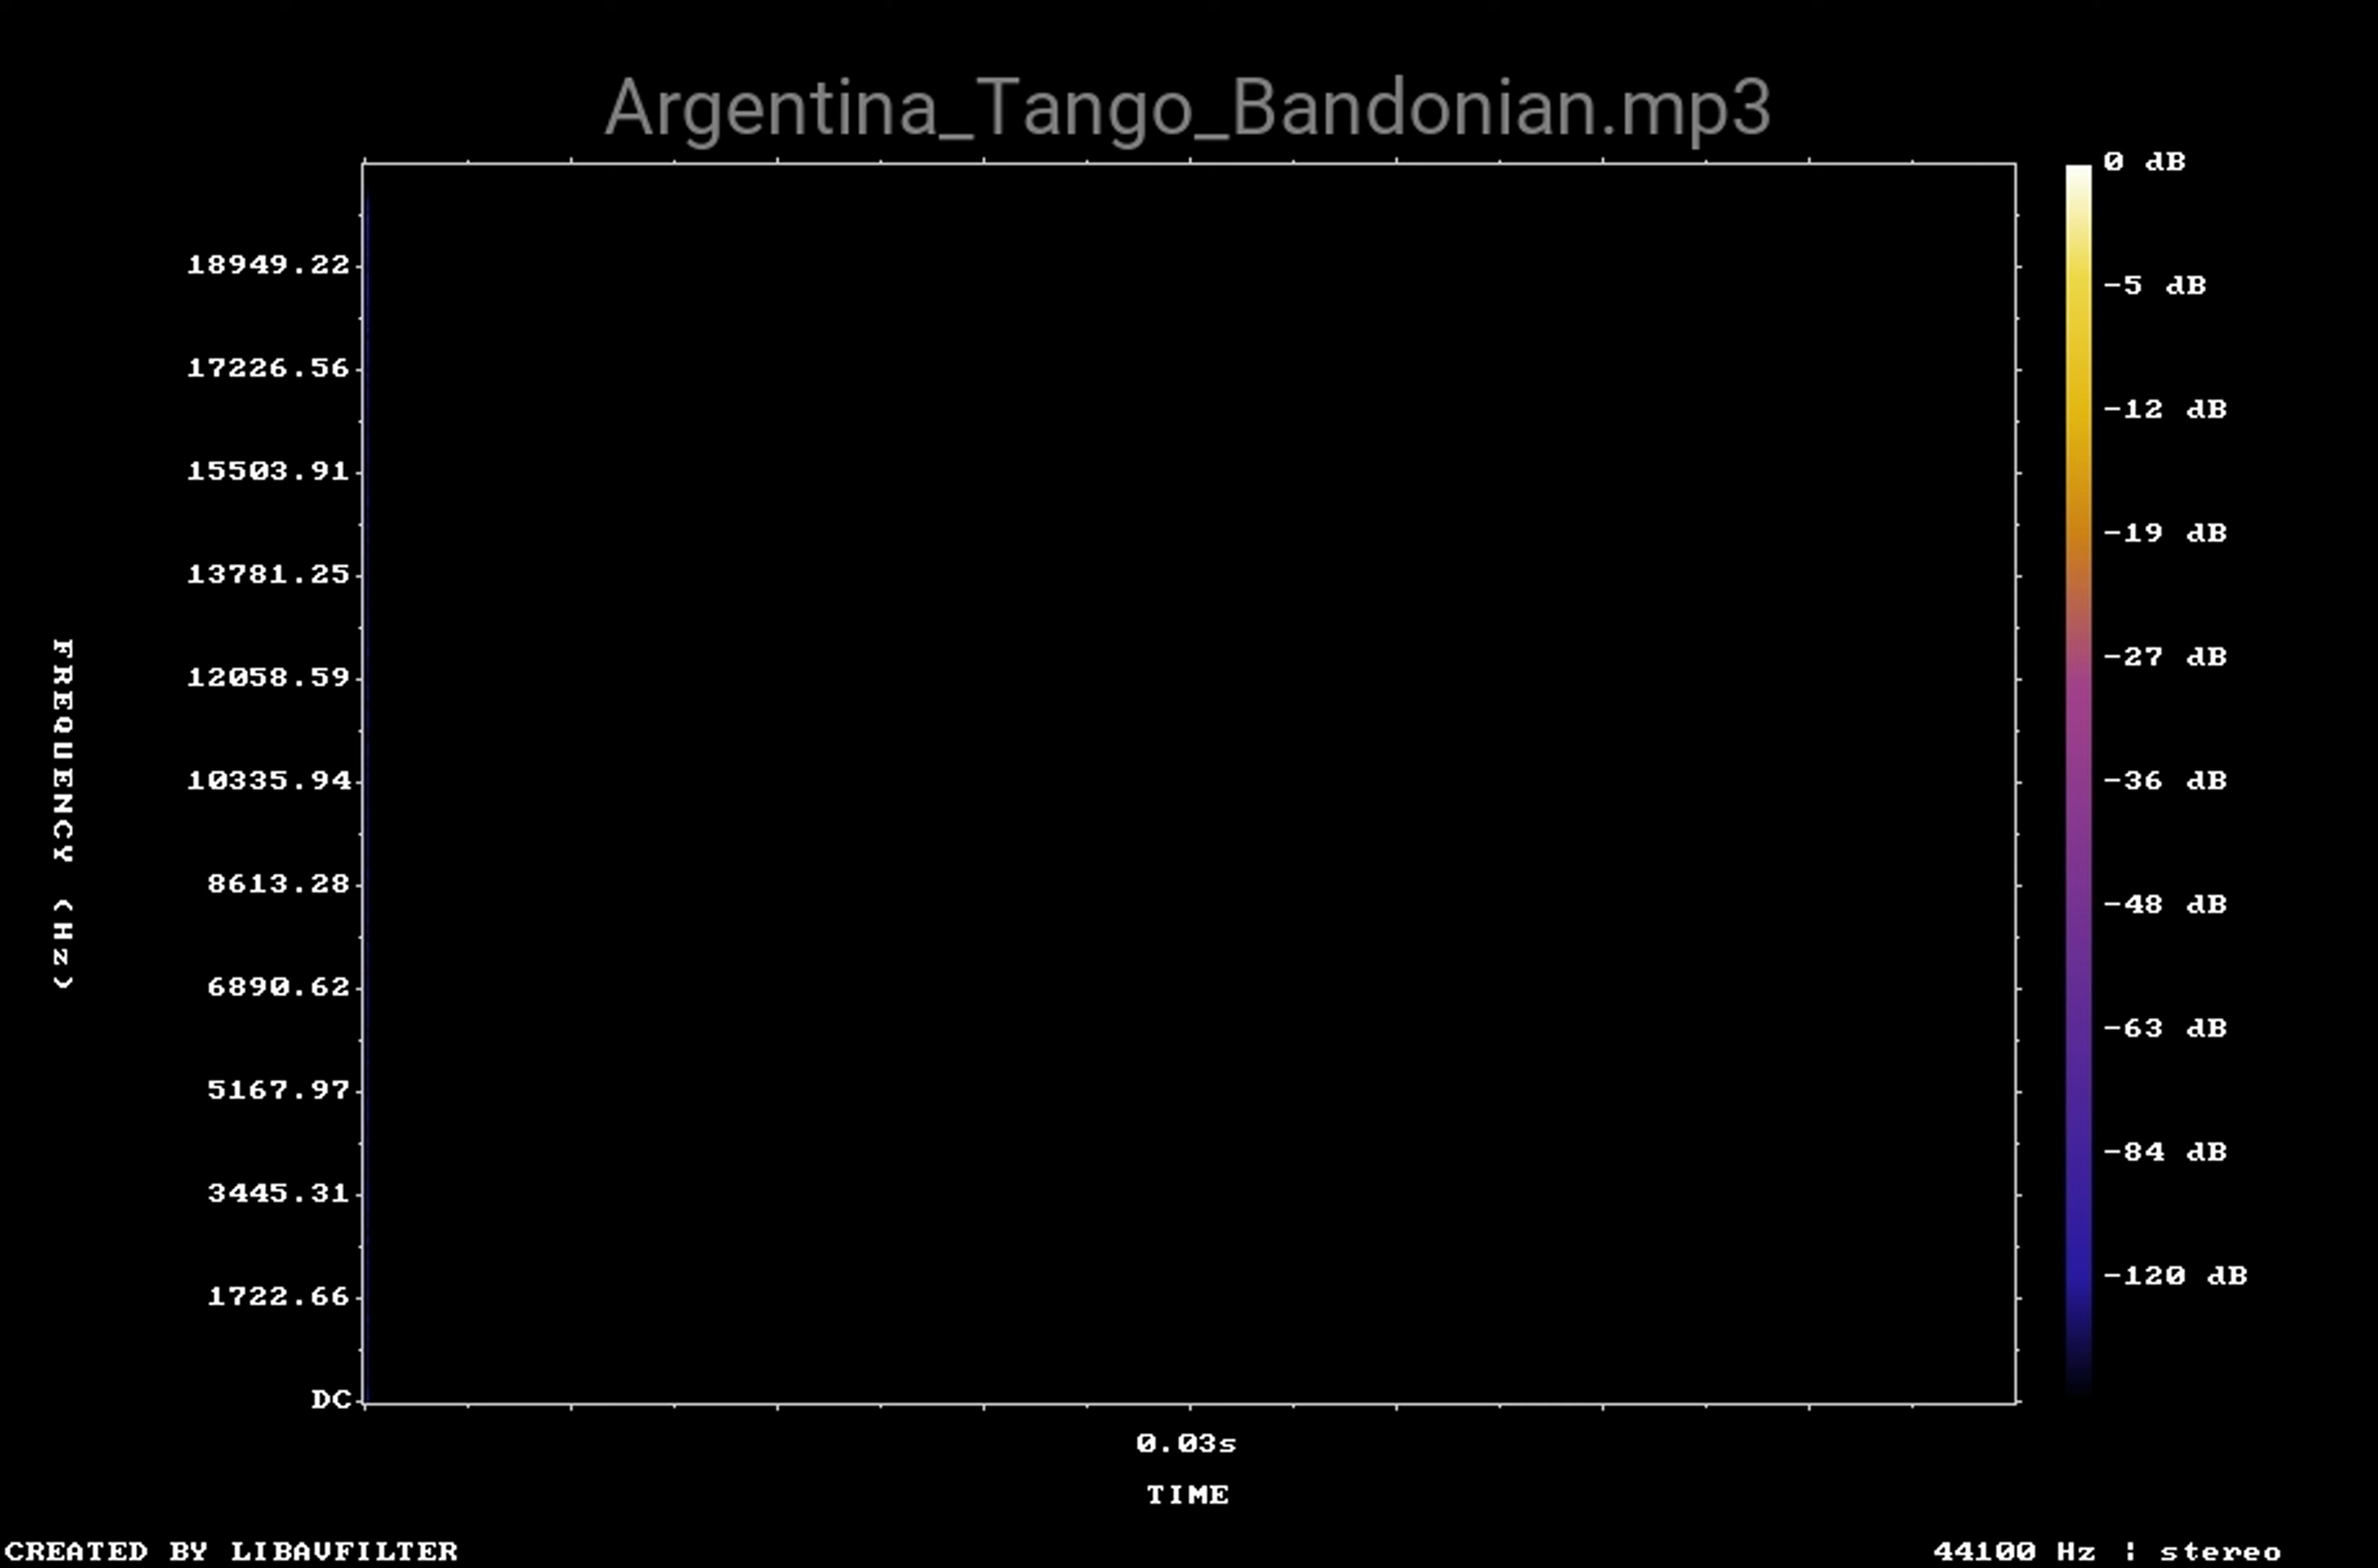 Argentina_Tango_Bandonian.mp3
0 dB
18949.22
-5 dB
17226.56
-12 dB
15503.91
-19 dB
13781.25
-27 dB
12058.59
-36 dB
10335.94
-48 dB
8613.28
6890.62
-63 dB
5167.97
-84 dB
3445.31
-120 dB
1722.66
DC
FREQUENCY (Hz)
0.03s
TIME
CREATED BY LIBAVFILTER
44100 Hz | stereo